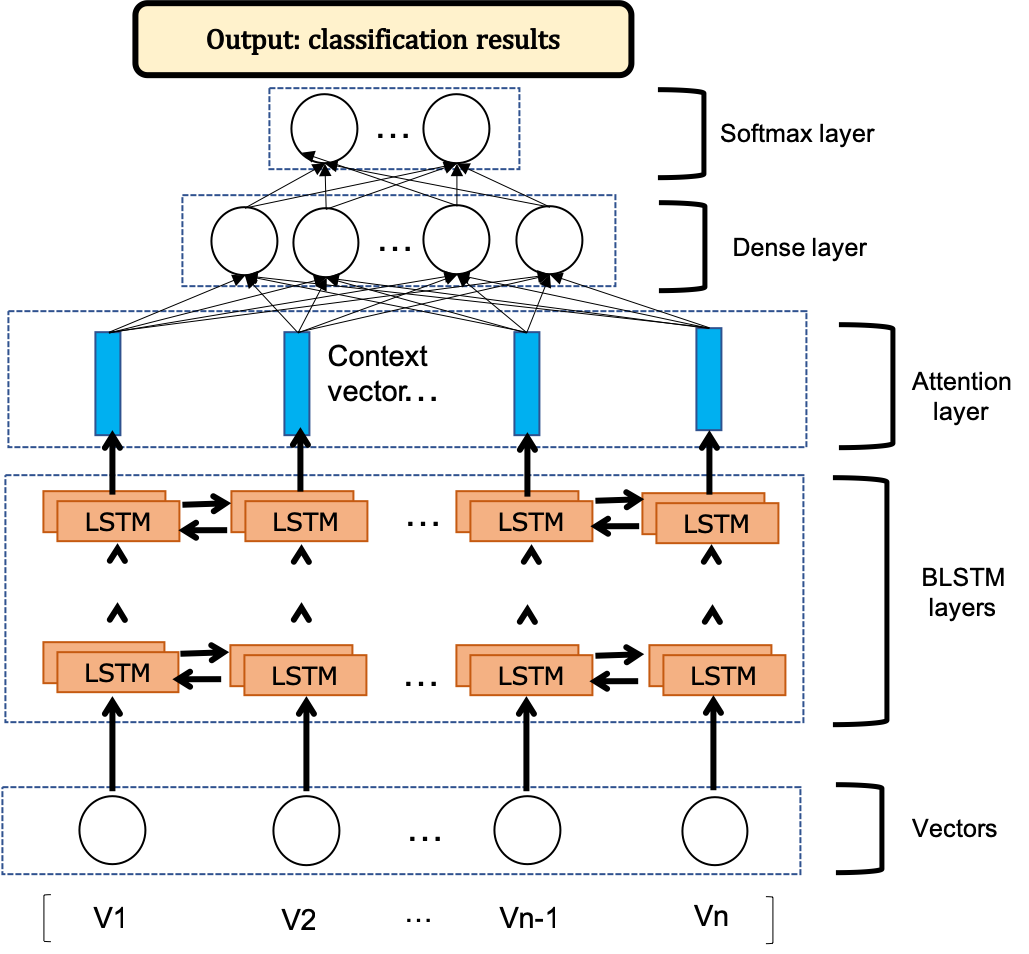 Output: classification results
...
Softmax layer
...
Dense layer
Context
vector...
Attention
layer
LSTM LSTM ... LSTM LSTM
BLSTM
layers
LSTM LSTM ... LSTM LSTM
...
Vectors
[ V1 V2 ... Vn-1 Vn ]